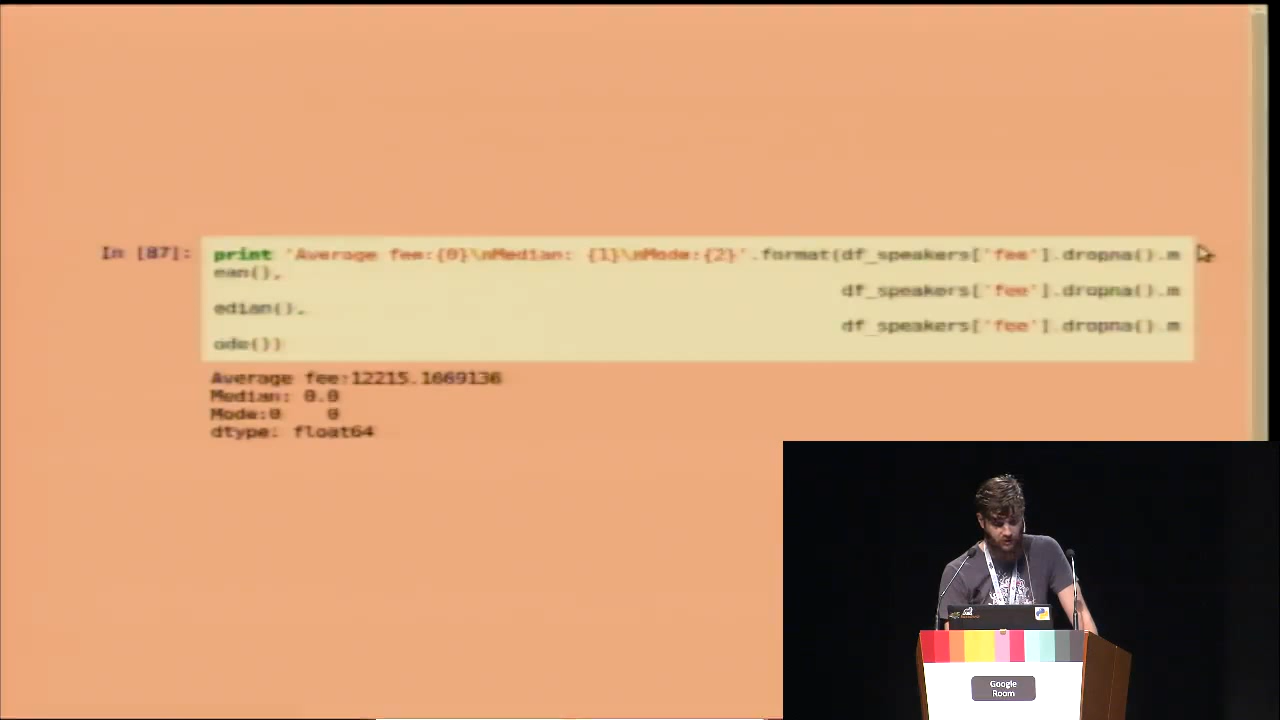 In [87]: print 'Average fee:{0}\nMedian: {1}\nMode:{2}'.format(df_speakers['fee'].dropna().m
ean(),
df_speakers['fee'].dropna().m
edian(),
df_speakers['fee'].dropna().m
ode())
Average fee:12215.1669136
Median: 0.0
Mode:0    0
dtype: float64
Google
Room